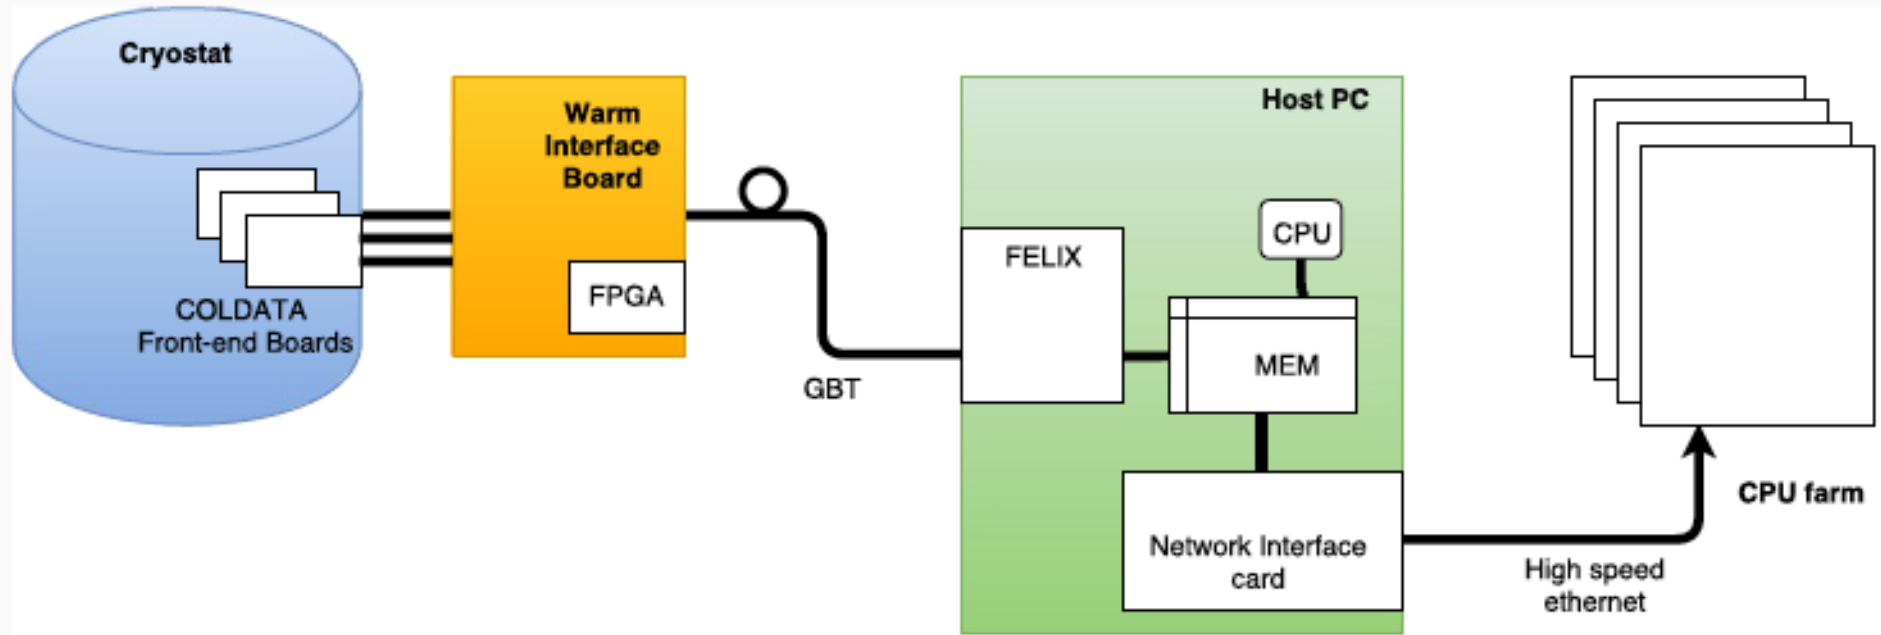 Cryostat
COLDATA
Front-end Boards
Warm
Interface
Board
FPGA
GBT
Host PC
FELIX
CPU
MEM
Network Interface
card
High speed
ethernet
CPU farm